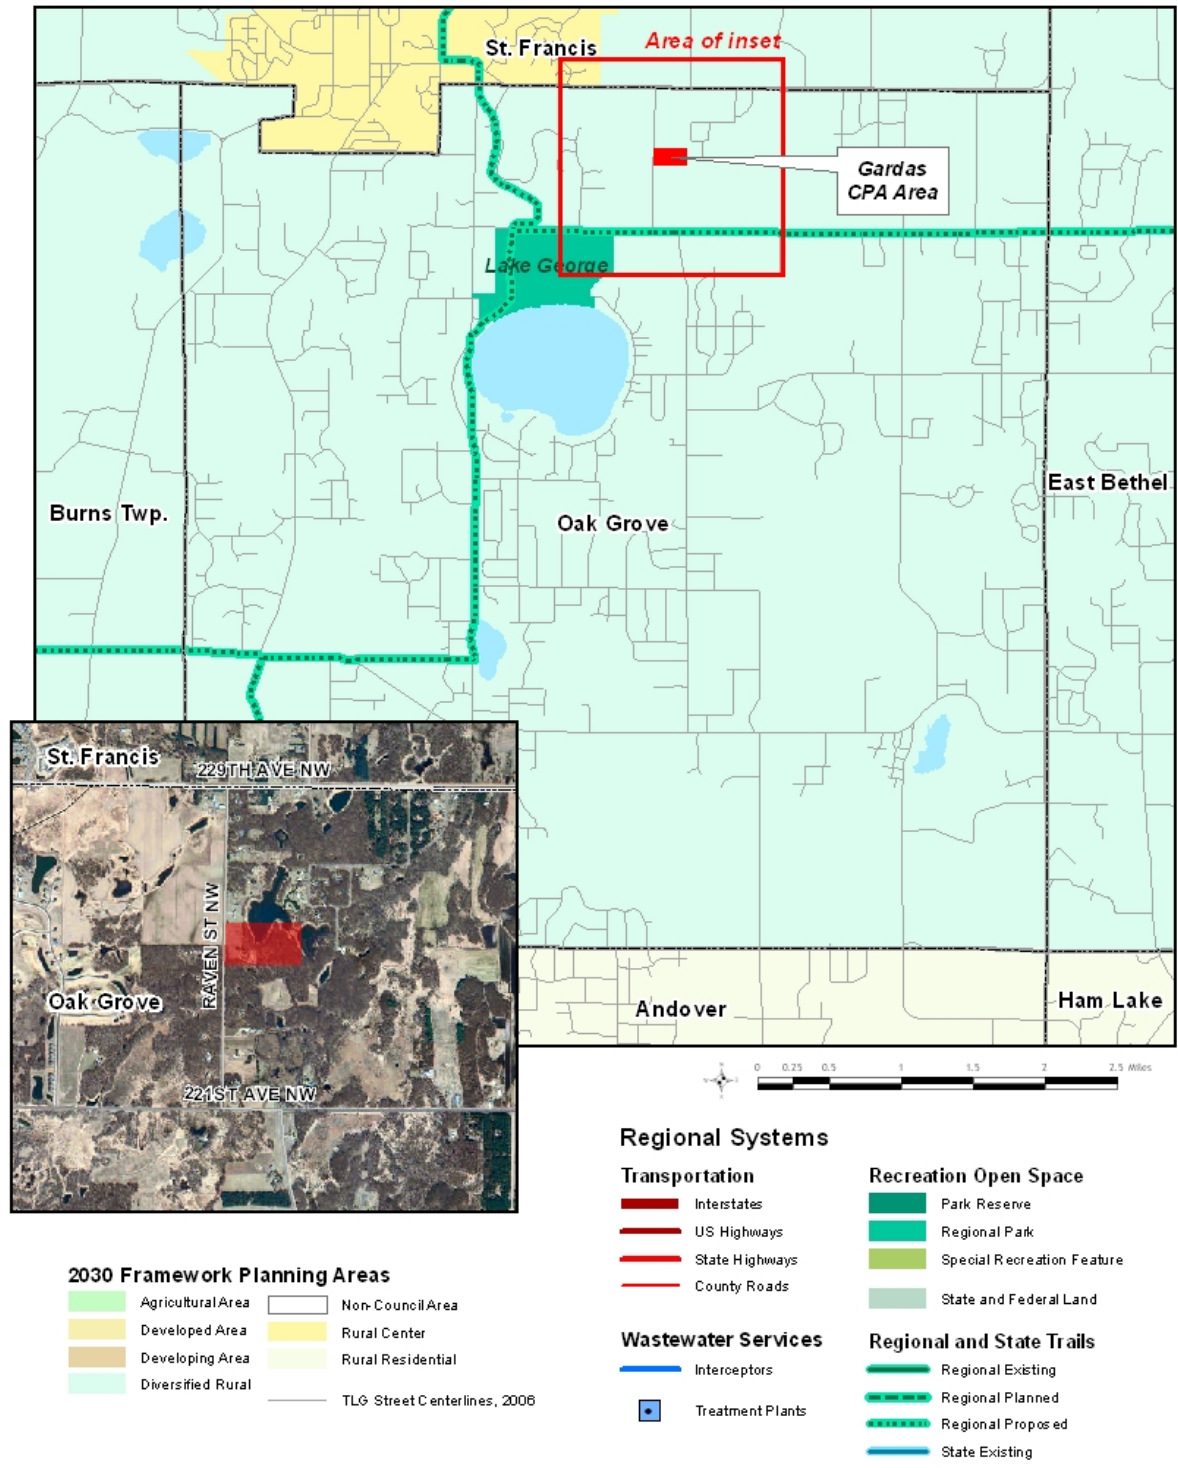 St. Francis
Area of inset
Gardas
CPA Area
Lake George
East Bethel
Burns Twp.
Oak Grove
St. Francis
229TH AVE NW
RAVEN ST NW
Oak Grove
221ST AVE NW
Andover
Ham Lake
0 0.25 0.5 1 1.5 2 2.5 Miles
Regional Systems
Transportation
Interstates
US Highways
State Highways
County Roads
Wastewater Services
Interceptors
Treatment Plants
Recreation Open Space
Park Reserve
Regional Park
Special Recreation Feature
State and Federal Land
Regional and State Trails
Regional Existing
Regional Planned
Regional Proposed
State Existing
2030 Framework Planning Areas
Agricultural Area
Developed Area
Developing Area
Diversified Rural
Non-Council Area
Rural Center
Rural Residential
TLG Street Centerlines, 2006